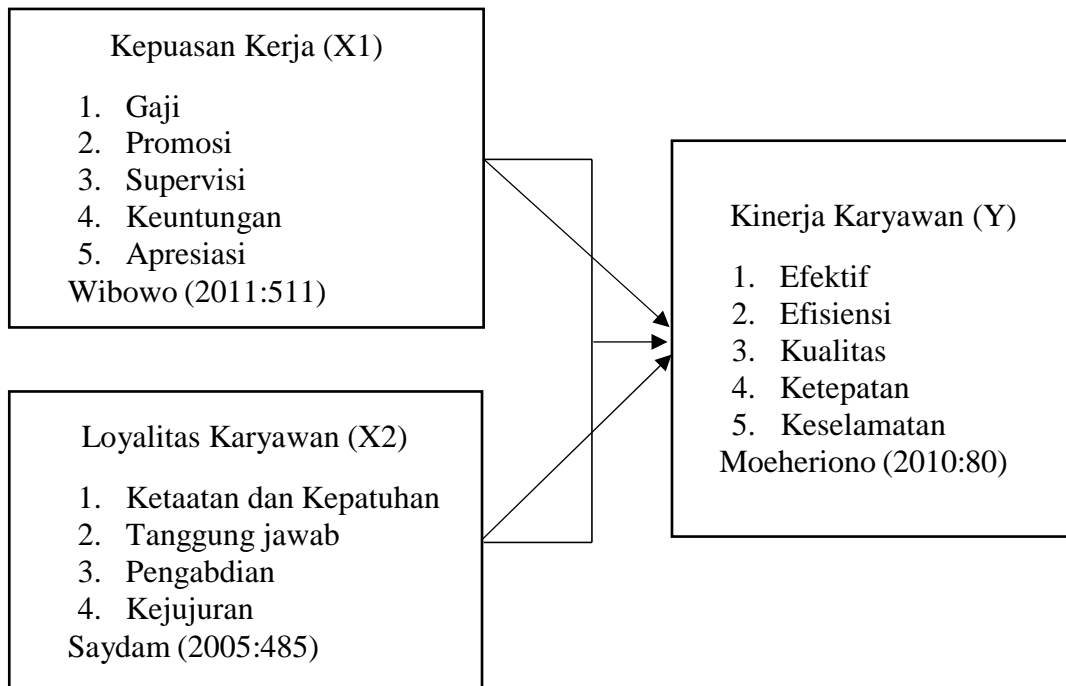 Kepuasan Kerja (X1)
1. Gaji
2. Promosi
3. Supervisi
4. Keuntungan
5. Apresiasi
Wibowo (2011:511)
Loyalitas Karyawan (X2)
1. Ketaatan dan Kepatuhan
2. Tanggung jawab
3. Pengabdian
4. Kejujuran
Saydam (2005:485)
Kinerja Karyawan (Y)
1. Efektif
2. Efisiensi
3. Kualitas
4. Ketepatan
5. Keselamatan
Moeheriono (2010:80)